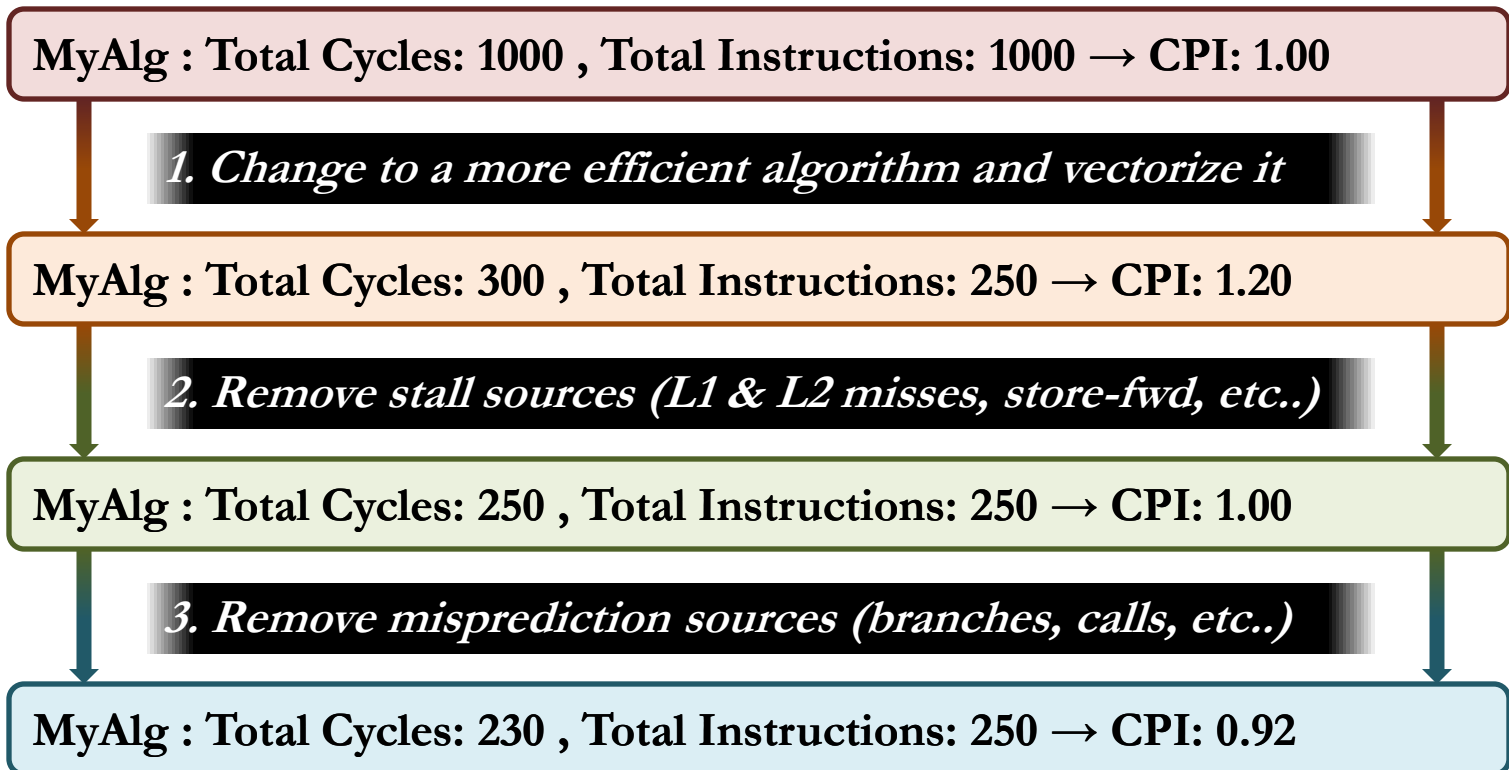 MyAlg : Total Cycles: 1000 , Total Instructions: 1000 → CPI: 1.00
1. Change to a more efficient algorithm and vectorize it
MyAlg : Total Cycles: 300 , Total Instructions: 250 → CPI: 1.20
2. Remove stall sources (L1 & L2 misses, store-fwd, etc..)
MyAlg : Total Cycles: 250 , Total Instructions: 250 → CPI: 1.00
3. Remove misprediction sources (branches, calls, etc..)
MyAlg : Total Cycles: 230 , Total Instructions: 250 → CPI: 0.92